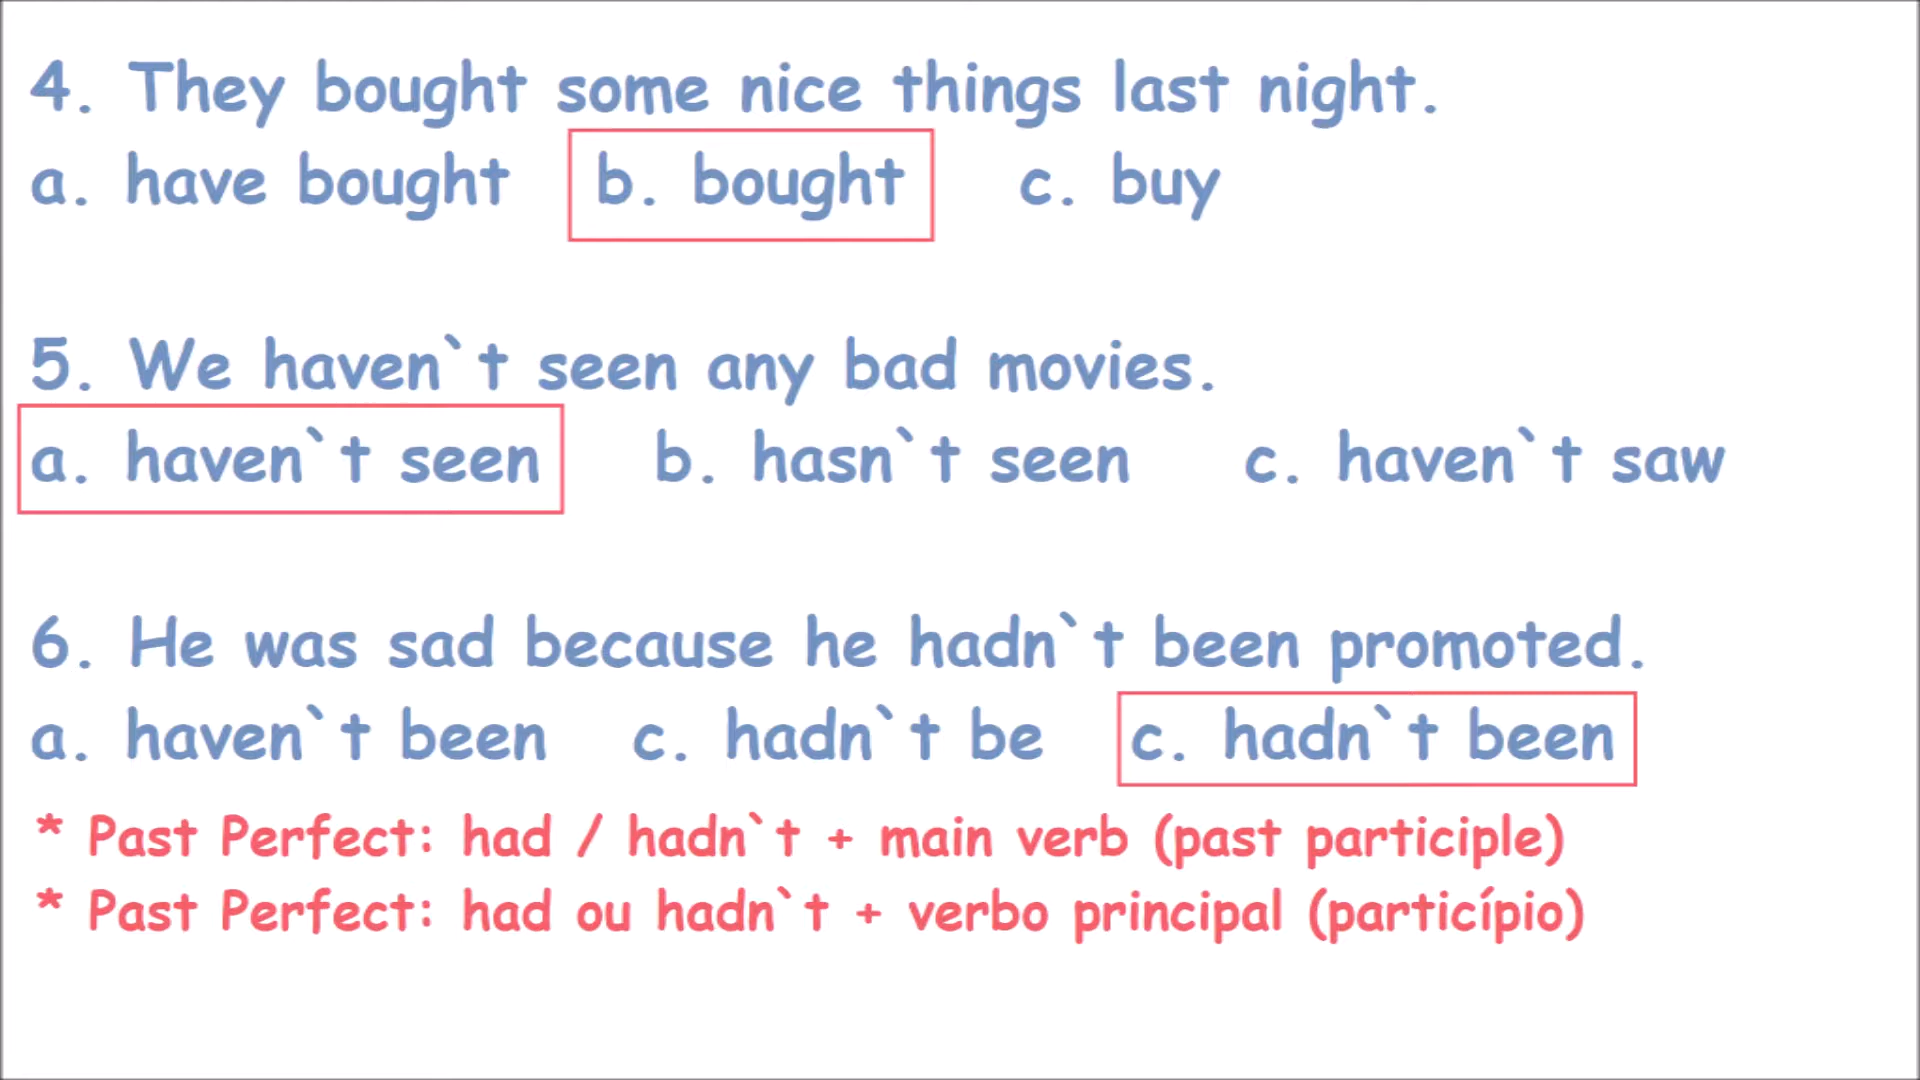 4. They bought some nice things last night.
a. have bought b. bought c. buy
5. We haven`t seen any bad movies.
a. haven`t seen b. hasn`t seen c. haven`t saw
6. He was sad because he hadn`t been promoted.
a. haven`t been c. hadn`t be c. hadn`t been
* Past Perfect: had / hadn`t + main verb (past participle)
* Past Perfect: had ou hadn`t + verbo principal (particípio)